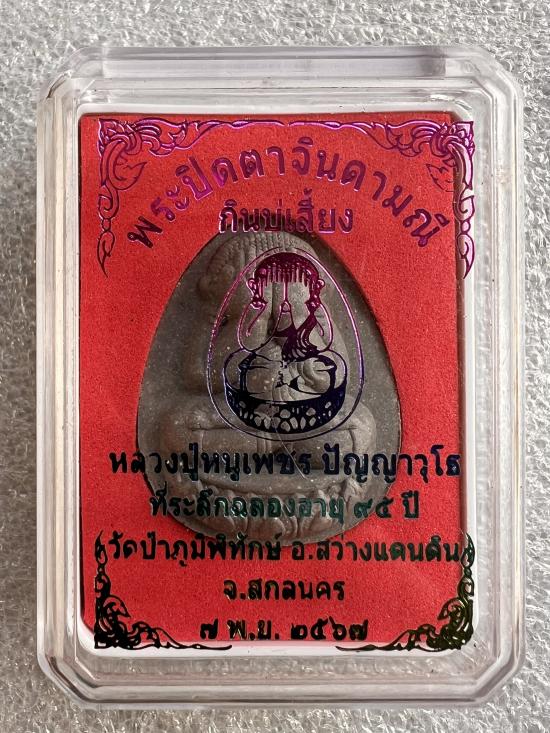 พระปิดตาจินดามณี
กินบ่เสี้ยง
หลวงปู่หนูเพชร ปัญญาวุโธ
ที่ระลึกฉลองอายุ ๙๕ ปี
วัดป่าภูมิพิทักษ์ อ.สว่างแดนดิน
จ.สกลนคร
๗ พ.ย. ๒๕๖๗